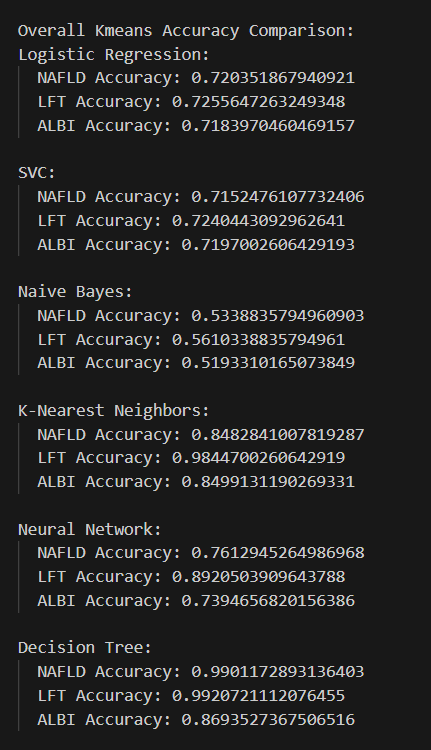 Overall Kmeans Accuracy Comparison:
Logistic Regression:
NAFLD Accuracy: 0.720351867940921
LFT Accuracy: 0.7255647263249348
ALBI Accuracy: 0.7183970460469157
SVC:
NAFLD Accuracy: 0.7152476107732406
LFT Accuracy: 0.7240443092962641
ALBI Accuracy: 0.7197002606429193
Naive Bayes:
NAFLD Accuracy: 0.5338835794960903
LFT Accuracy: 0.5610338835794961
ALBI Accuracy: 0.5193310165073849
K-Nearest Neighbors:
NAFLD Accuracy: 0.8482841007819287
LFT Accuracy: 0.9844700260642919
ALBI Accuracy: 0.8499131190269331
Neural Network:
NAFLD Accuracy: 0.7612945264986968
LFT Accuracy: 0.8920503909643788
ALBI Accuracy: 0.7394656820156386
Decision Tree:
NAFLD Accuracy: 0.9901172893136403
LFT Accuracy: 0.9920721112076455
ALBI Accuracy: 0.8693527367506516